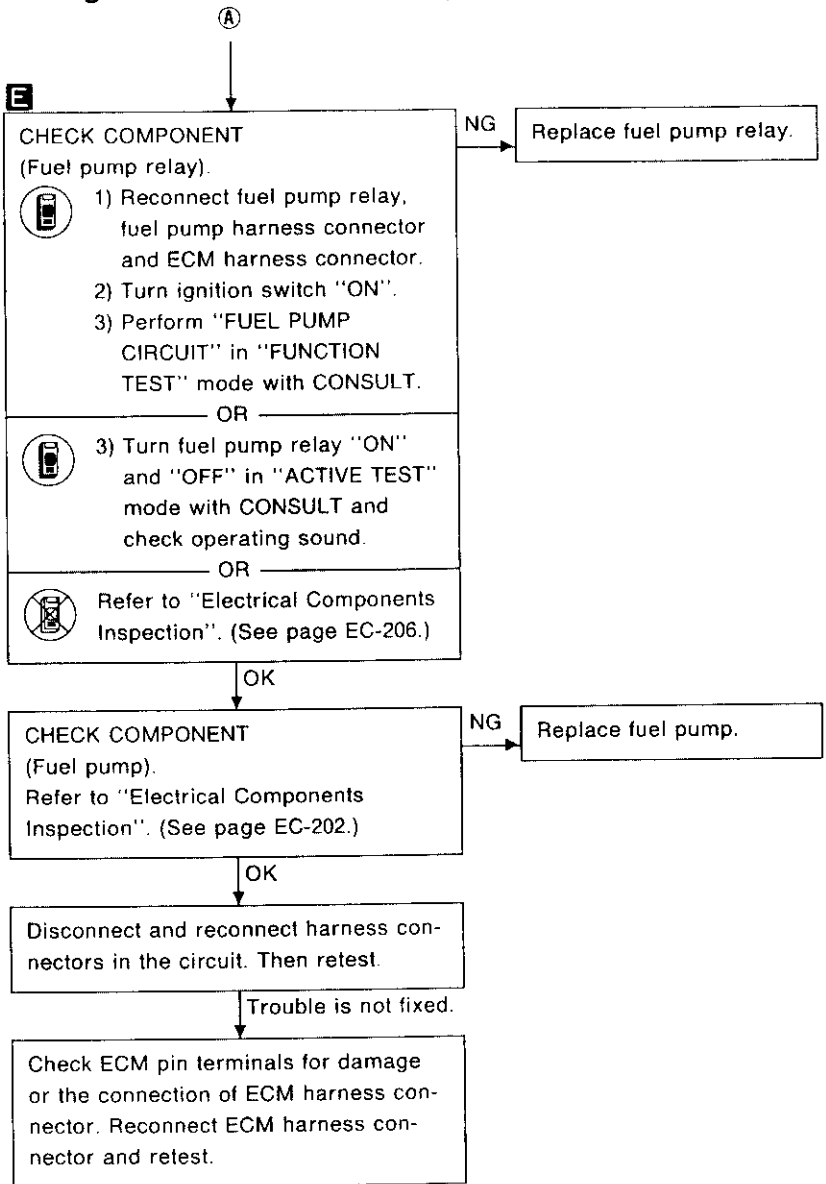 Ⓐ
E
CHECK COMPONENT
(Fuel pump relay).
1) Reconnect fuel pump relay,
fuel pump harness connector
and ECM harness connector.
2) Turn ignition switch "ON".
3) Perform "FUEL PUMP
CIRCUIT" in "FUNCTION
TEST" mode with CONSULT.
OR
3) Turn fuel pump relay "ON"
and "OFF" in "ACTIVE TEST"
mode with CONSULT and
check operating sound.
OR
Refer to "Electrical Components
Inspection". (See page EC-206.)
NG
Replace fuel pump relay.
OK
CHECK COMPONENT
(Fuel pump).
Refer to "Electrical Components
Inspection". (See page EC-202.)
NG
Replace fuel pump.
OK
Disconnect and reconnect harness con-
nectors in the circuit. Then retest.
Trouble is not fixed.
Check ECM pin terminals for damage
or the connection of ECM harness con-
nector. Reconnect ECM harness con-
nector and retest.